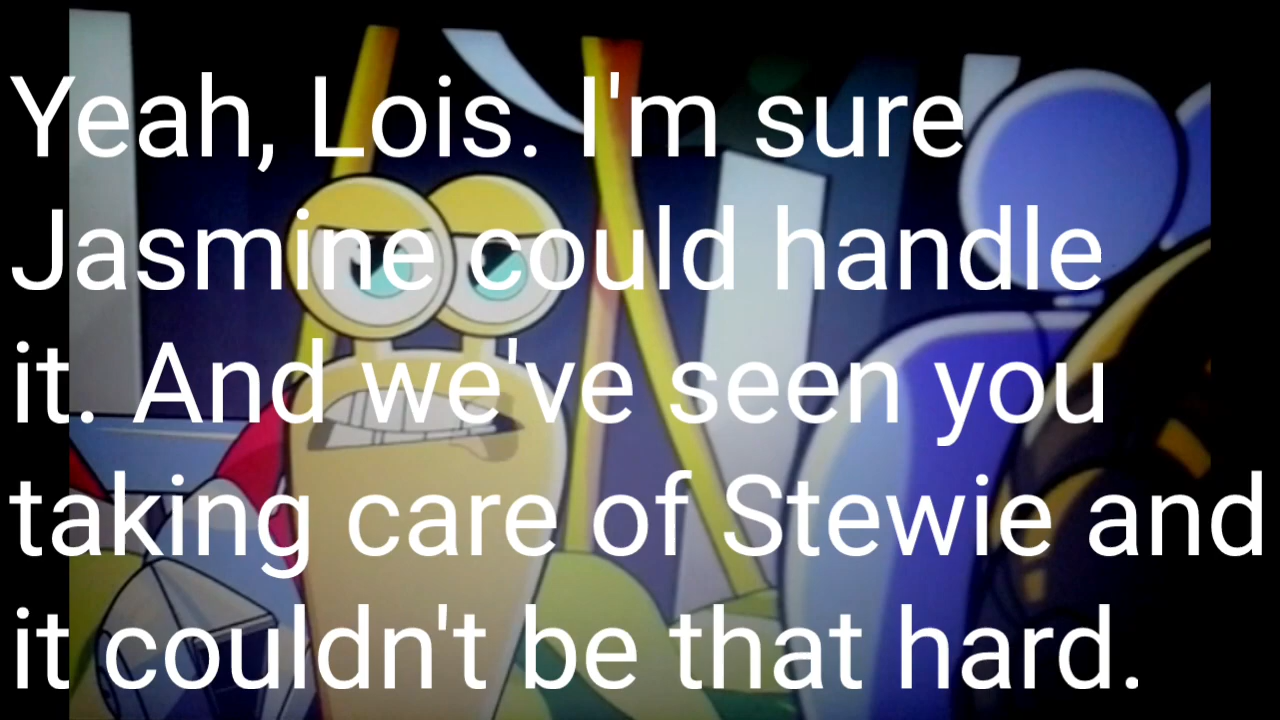 Yeah, Lois. I'm sure
Jasmine could handle
it. And we've seen you
taking care of Stewie and
it couldn't be that hard.